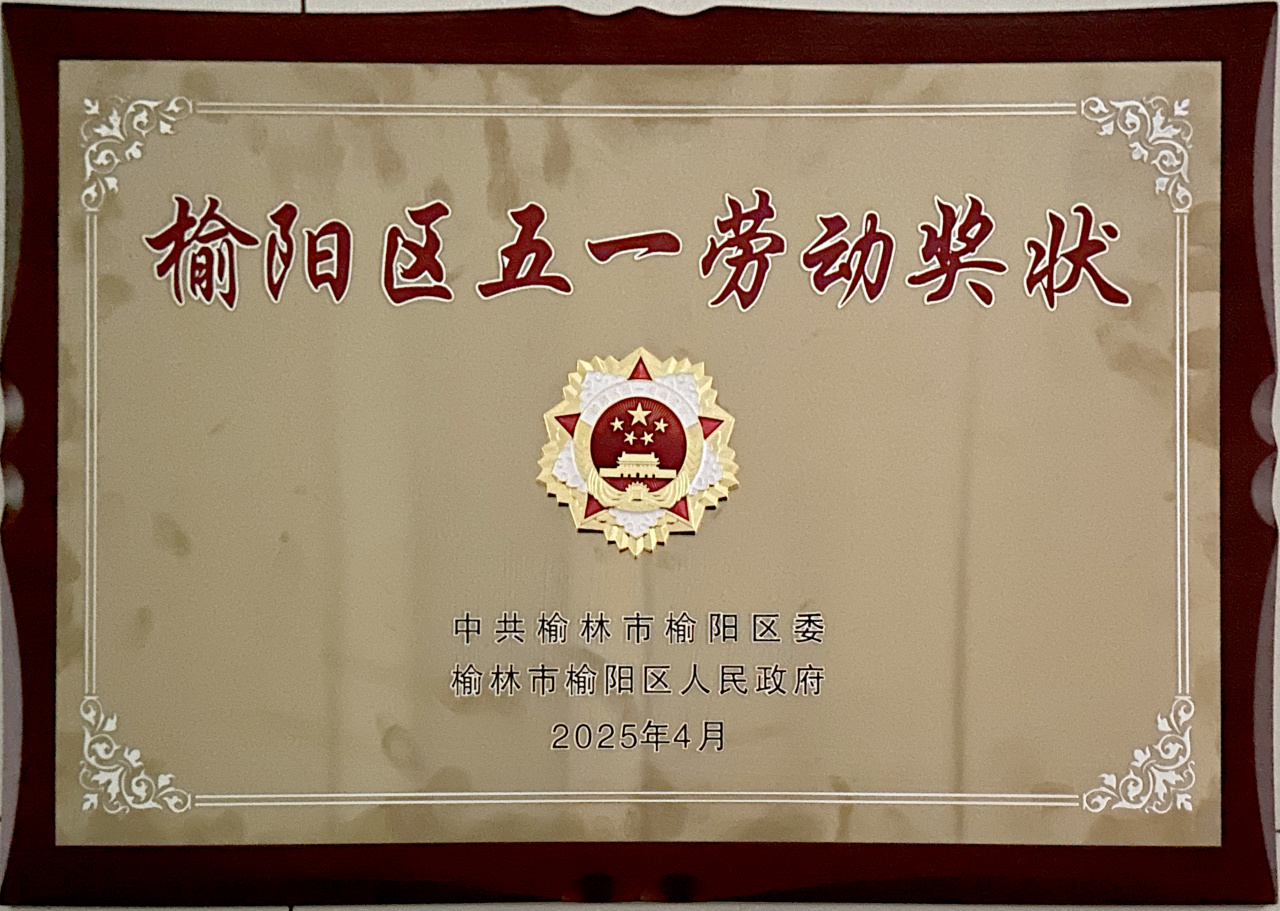 榆阳区五一劳动奖状
中共榆林市榆阳区委
榆林市榆阳区人民政府
2025年4月